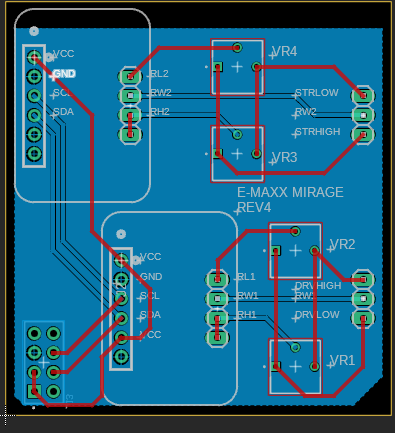 VCC
GND
SCL
SDA
RL2
RW2
RH2
VR4
VR3
STRLOW
RW2
STRHIGH
E-MAXX MIRAGE
REV4
VCC
GND
SCL
SDA
VCC
RL1
RW1
RH1
VR2
DRVHIGH
DRVLOW
VR1